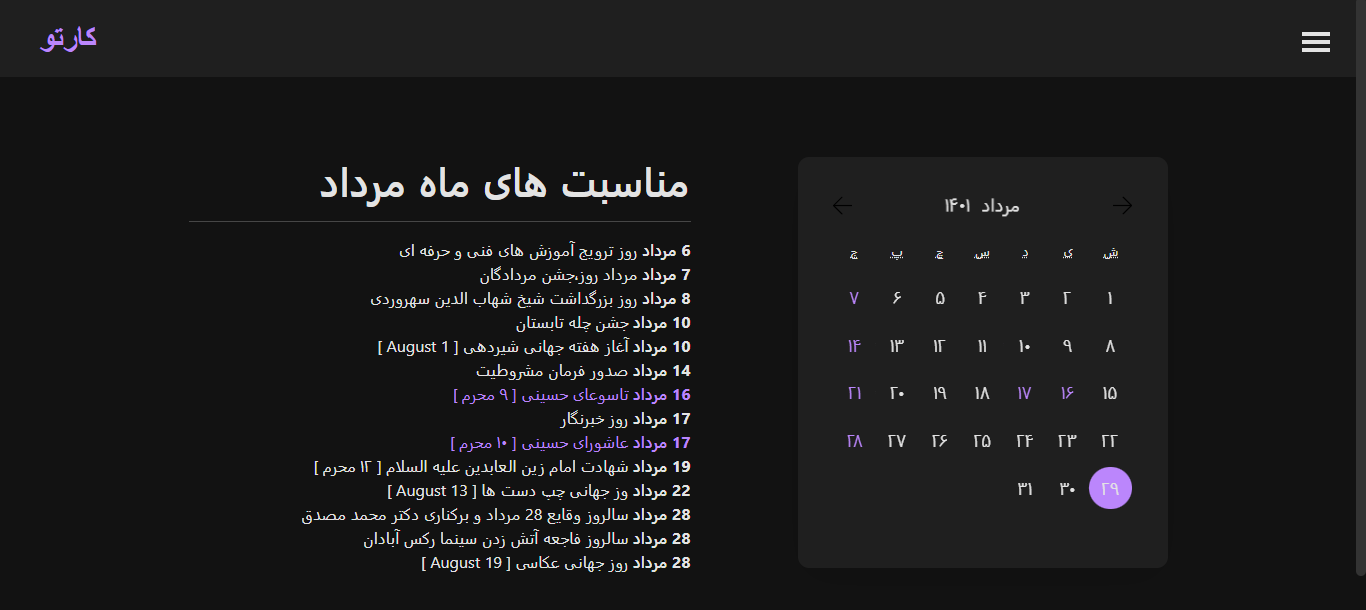 کارتو
مرداد ۱۴۰۱
ش ی د س چ پ ج
۱ ۲ ۳ ۴ ۵ ۶ ۷
۸ ۹ ۱۰ ۱۱ ۱۲ ۱۳ ۱۴
۱۵ ۱۶ ۱۷ ۱۸ ۱۹ ۲۰ ۲۱
۲۲ ۲۳ ۲۴ ۲۵ ۲۶ ۲۷ ۲۸
۲۹ ۳۰ ۳۱
مناسبت های ماه مرداد
6 مرداد روز ترویج آموزش های فنی و حرفه ای
7 مرداد مرداد روز،جشن مردادگان
8 مرداد روز بزرگداشت شیخ شهاب الدین سهروردی
10 مرداد جشن چله تابستان
10 مرداد آغاز هفته جهانی شیردهی [ 1 August ]
14 مرداد صدور فرمان مشروطیت
16 مرداد تاسوعای حسینی [ ۹ محرم ]
17 مرداد روز خبرنگار
17 مرداد عاشورای حسینی [ ۱۰ محرم ]
19 مرداد شهادت امام زین العابدین علیه السلام [ ۱۲ محرم ]
22 مرداد وز جهانی چپ دست ها [ 13 August ]
28 مرداد سالروز وقایع 28 مرداد و برکناری دکتر محمد مصدق
28 مرداد سالروز فاجعه آتش زدن سینما رکس آبادان
28 مرداد روز جهانی عکاسی [ 19 August ]